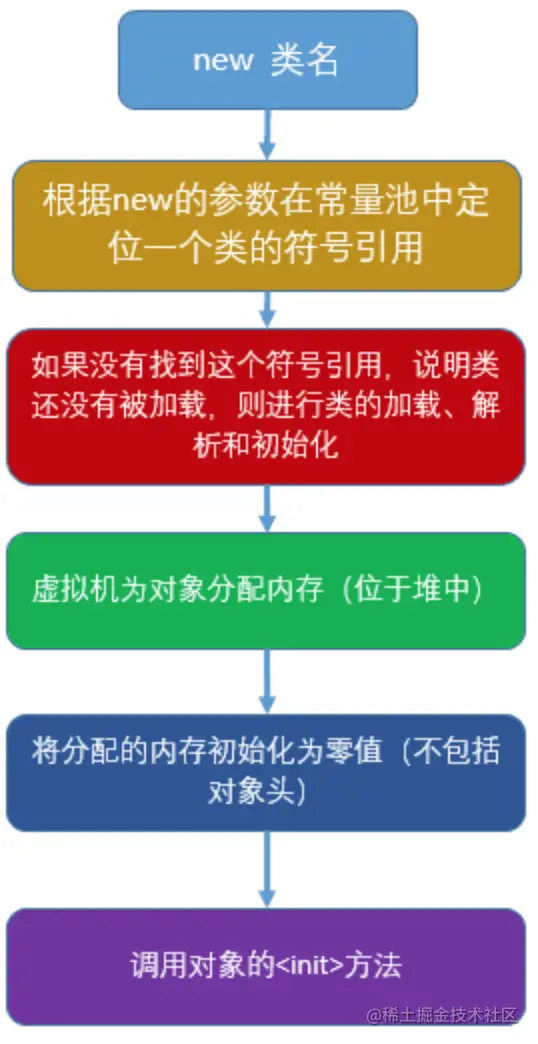 new 类名
根据new的参数在常量池中定
位一个类的符号引用
如果没有找到这个符号引用，说明类
还没有被加载，则进行类的加载、解
析和初始化
虚拟机为对象分配内存（位于堆中）
将分配的内存初始化为零值（不包括
对象头）
调用对象的<init>方法
@稀土掘金技术社区